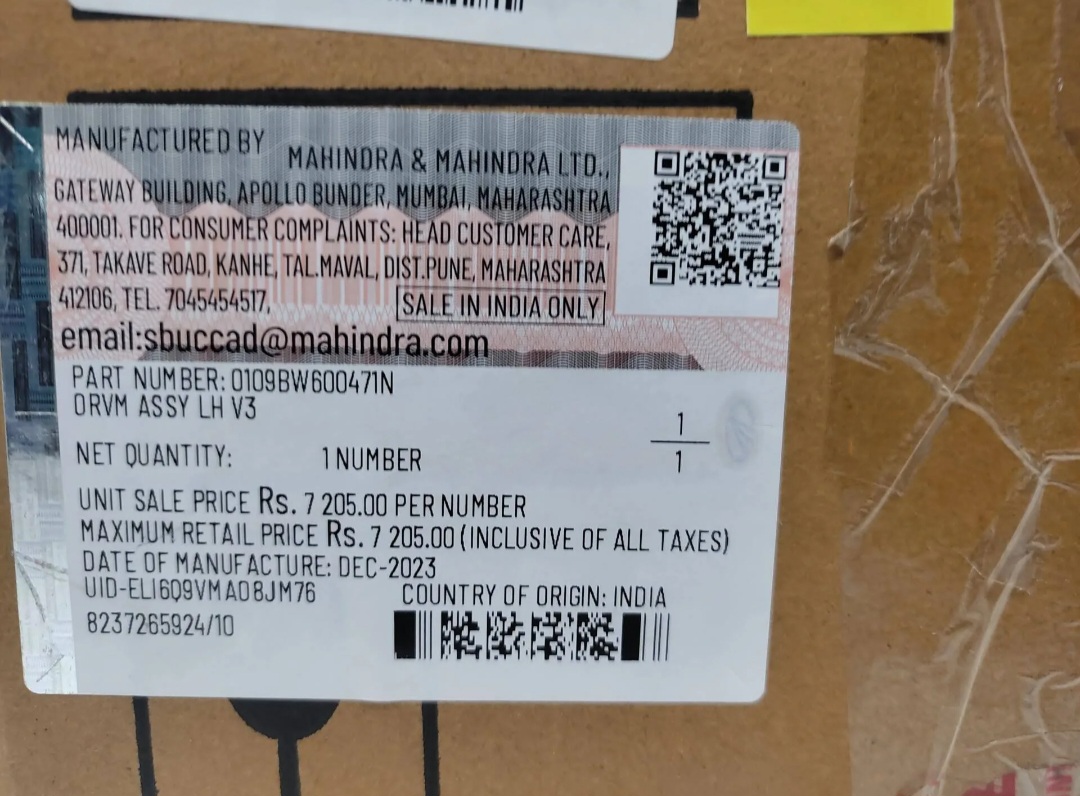 MANUFACTURED BY MAHINDRA & MAHINDRA LTD.,
GATEWAY BUILDING, APOLLO BUNDER, MUMBAI, MAHARASHTRA
400001. FOR CONSUMER COMPLAINTS: HEAD CUSTOMER CARE,
371, TAKAVE ROAD, KANHE, TAL.MAVAL, DIST.PUNE, MAHARASHTRA
412106, TEL. 7045454517, SALE IN INDIA ONLY
email:sbuccad@mahindra.com
PART NUMBER: 0109BW600471N
ORVM ASSY LH V3
1
1
NET QUANTITY: 1 NUMBER
UNIT SALE PRICE Rs. 7 205.00 PER NUMBER
MAXIMUM RETAIL PRICE Rs. 7 205.00 (INCLUSIVE OF ALL TAXES)
DATE OF MANUFACTURE: DEC-2023
UID-ELI6Q9VMAO8JM76 COUNTRY OF ORIGIN: INDIA
8237265924/10